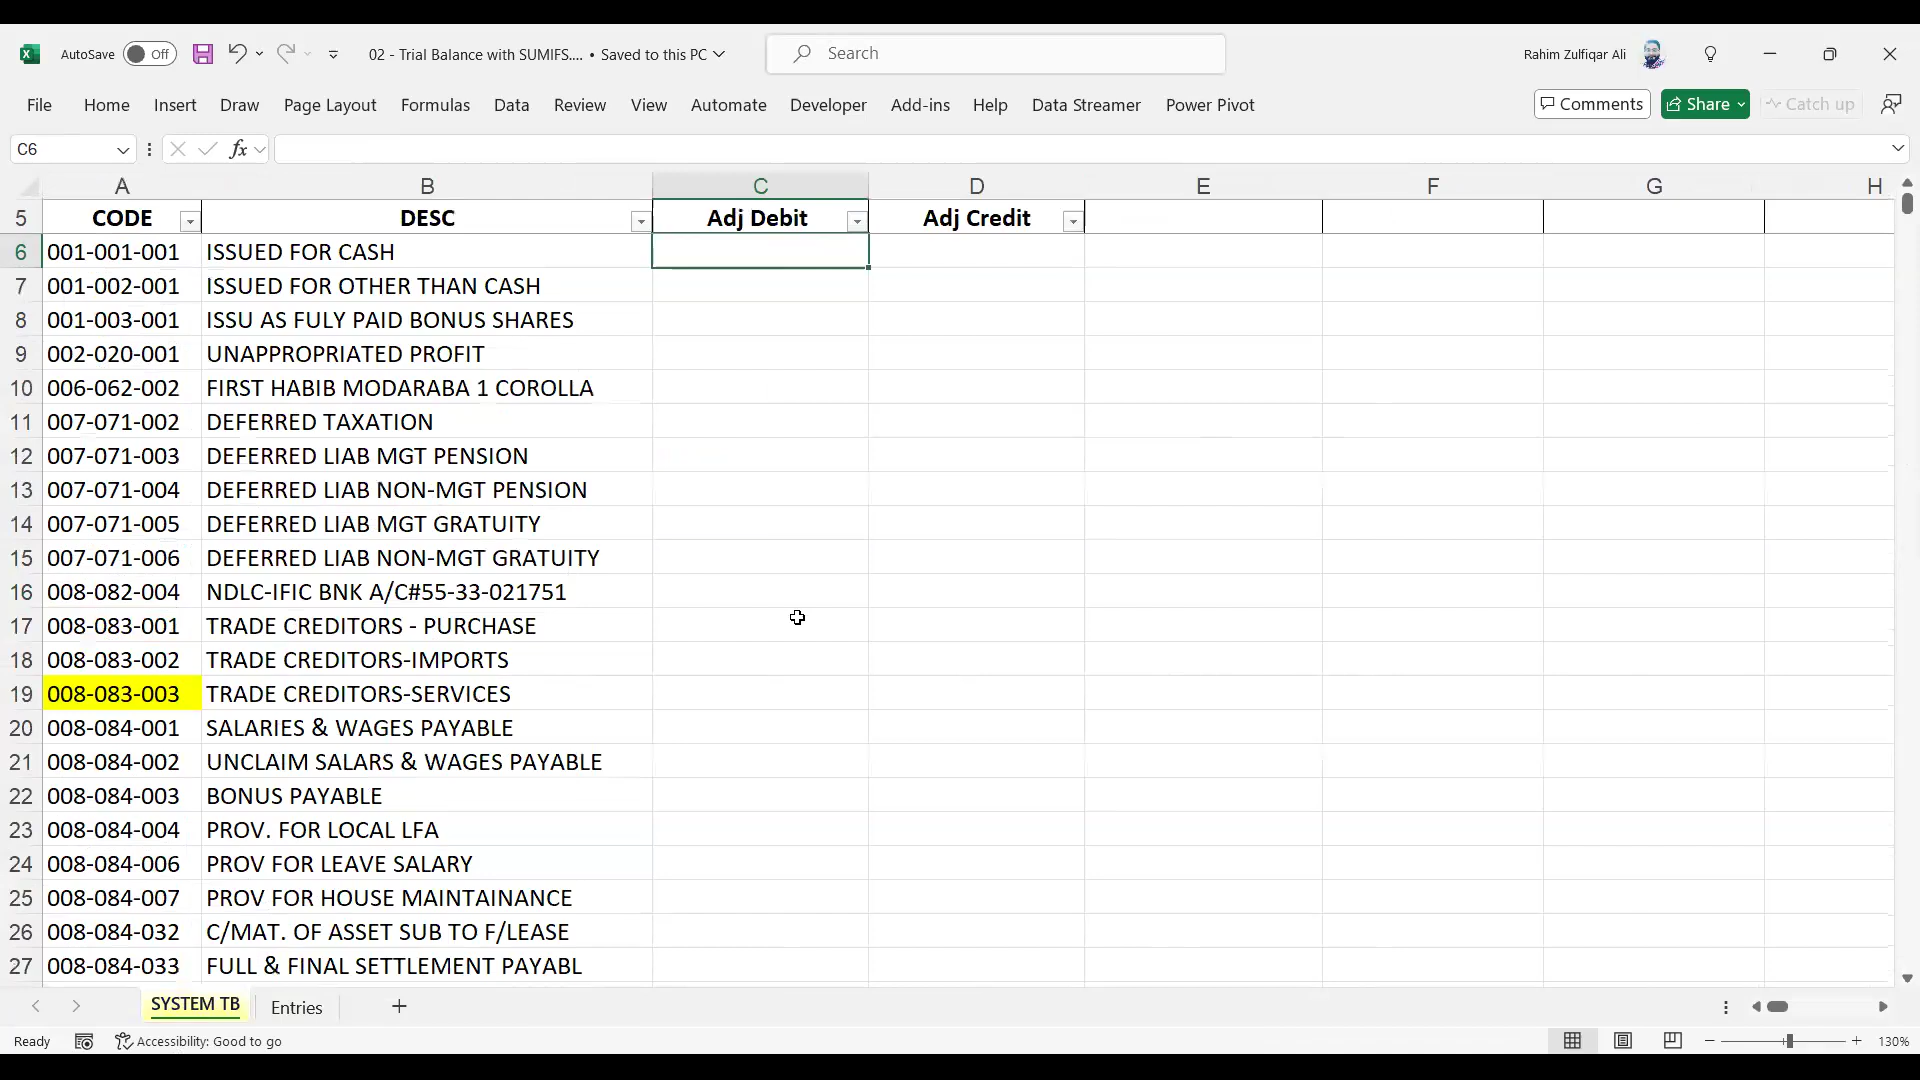 AutoSave Off 02 - Trial Balance with SUMIFS.... • Saved to this PC Search Rahim Zulfiqar Ali
File Home Insert Draw Page Layout Formulas Data Review View Automate Developer Add-ins Help Data Streamer Power Pivot Comments Share Catch up
C6 fx
A B C D E F G H
5 CODE DESC Adj Debit Adj Credit
6 001-001-001 ISSUED FOR CASH
7 001-002-001 ISSUED FOR OTHER THAN CASH
8 001-003-001 ISSU AS FULY PAID BONUS SHARES
9 002-020-001 UNAPPROPRIATED PROFIT
10 006-062-002 FIRST HABIB MODARABA 1 COROLLA
11 007-071-002 DEFERRED TAXATION
12 007-071-003 DEFERRED LIAB MGT PENSION
13 007-071-004 DEFERRED LIAB NON-MGT PENSION
14 007-071-005 DEFERRED LIAB MGT GRATUITY
15 007-071-006 DEFERRED LIAB NON-MGT GRATUITY
16 008-082-004 NDLC-IFIC BNK A/C#55-33-021751
17 008-083-001 TRADE CREDITORS - PURCHASE
18 008-083-002 TRADE CREDITORS-IMPORTS
19 008-083-003 TRADE CREDITORS-SERVICES
20 008-084-001 SALARIES & WAGES PAYABLE
21 008-084-002 UNCLAIM SALARS & WAGES PAYABLE
22 008-084-003 BONUS PAYABLE
23 008-084-004 PROV. FOR LOCAL LFA
24 008-084-006 PROV FOR LEAVE SALARY
25 008-084-007 PROV FOR HOUSE MAINTAINANCE
26 008-084-032 C/MAT. OF ASSET SUB TO F/LEASE
27 008-084-033 FULL & FINAL SETTLEMENT PAYABL
SYSTEM TB Entries
Ready Accessibility: Good to go 130%